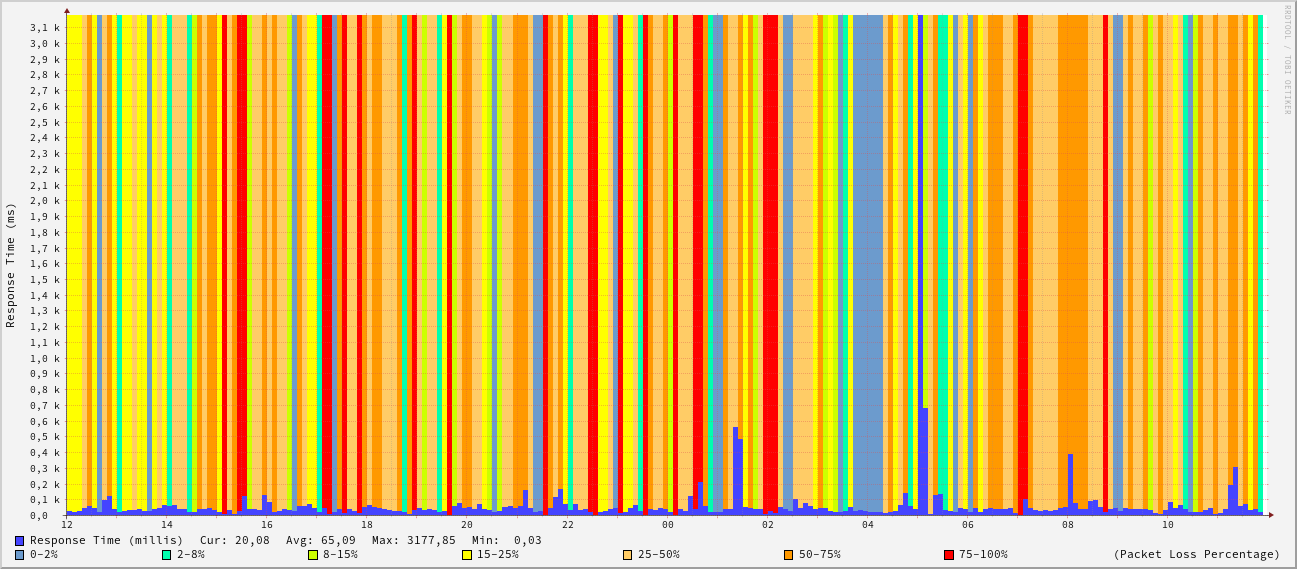 RRDTOOL / TOBI OETIKER
Response Time (ms)
3,1 k
3,0 k
2,9 k
2,8 k
2,7 k
2,6 k
2,5 k
2,4 k
2,3 k
2,2 k
2,1 k
2,0 k
1,9 k
1,8 k
1,7 k
1,6 k
1,5 k
1,4 k
1,3 k
1,2 k
1,1 k
1,0 k
0,9 k
0,8 k
0,7 k
0,6 k
0,5 k
0,4 k
0,3 k
0,2 k
0,1 k
0,0
12 14 16 18 20 22 00 02 04 06 08 10
Response Time (millis) Cur: 20,08 Avg: 65,09 Max: 3177,85 Min: 0,03
0-2% 2-8% 8-15% 15-25% 25-50% 50-75% 75-100% (Packet Loss Percentage)